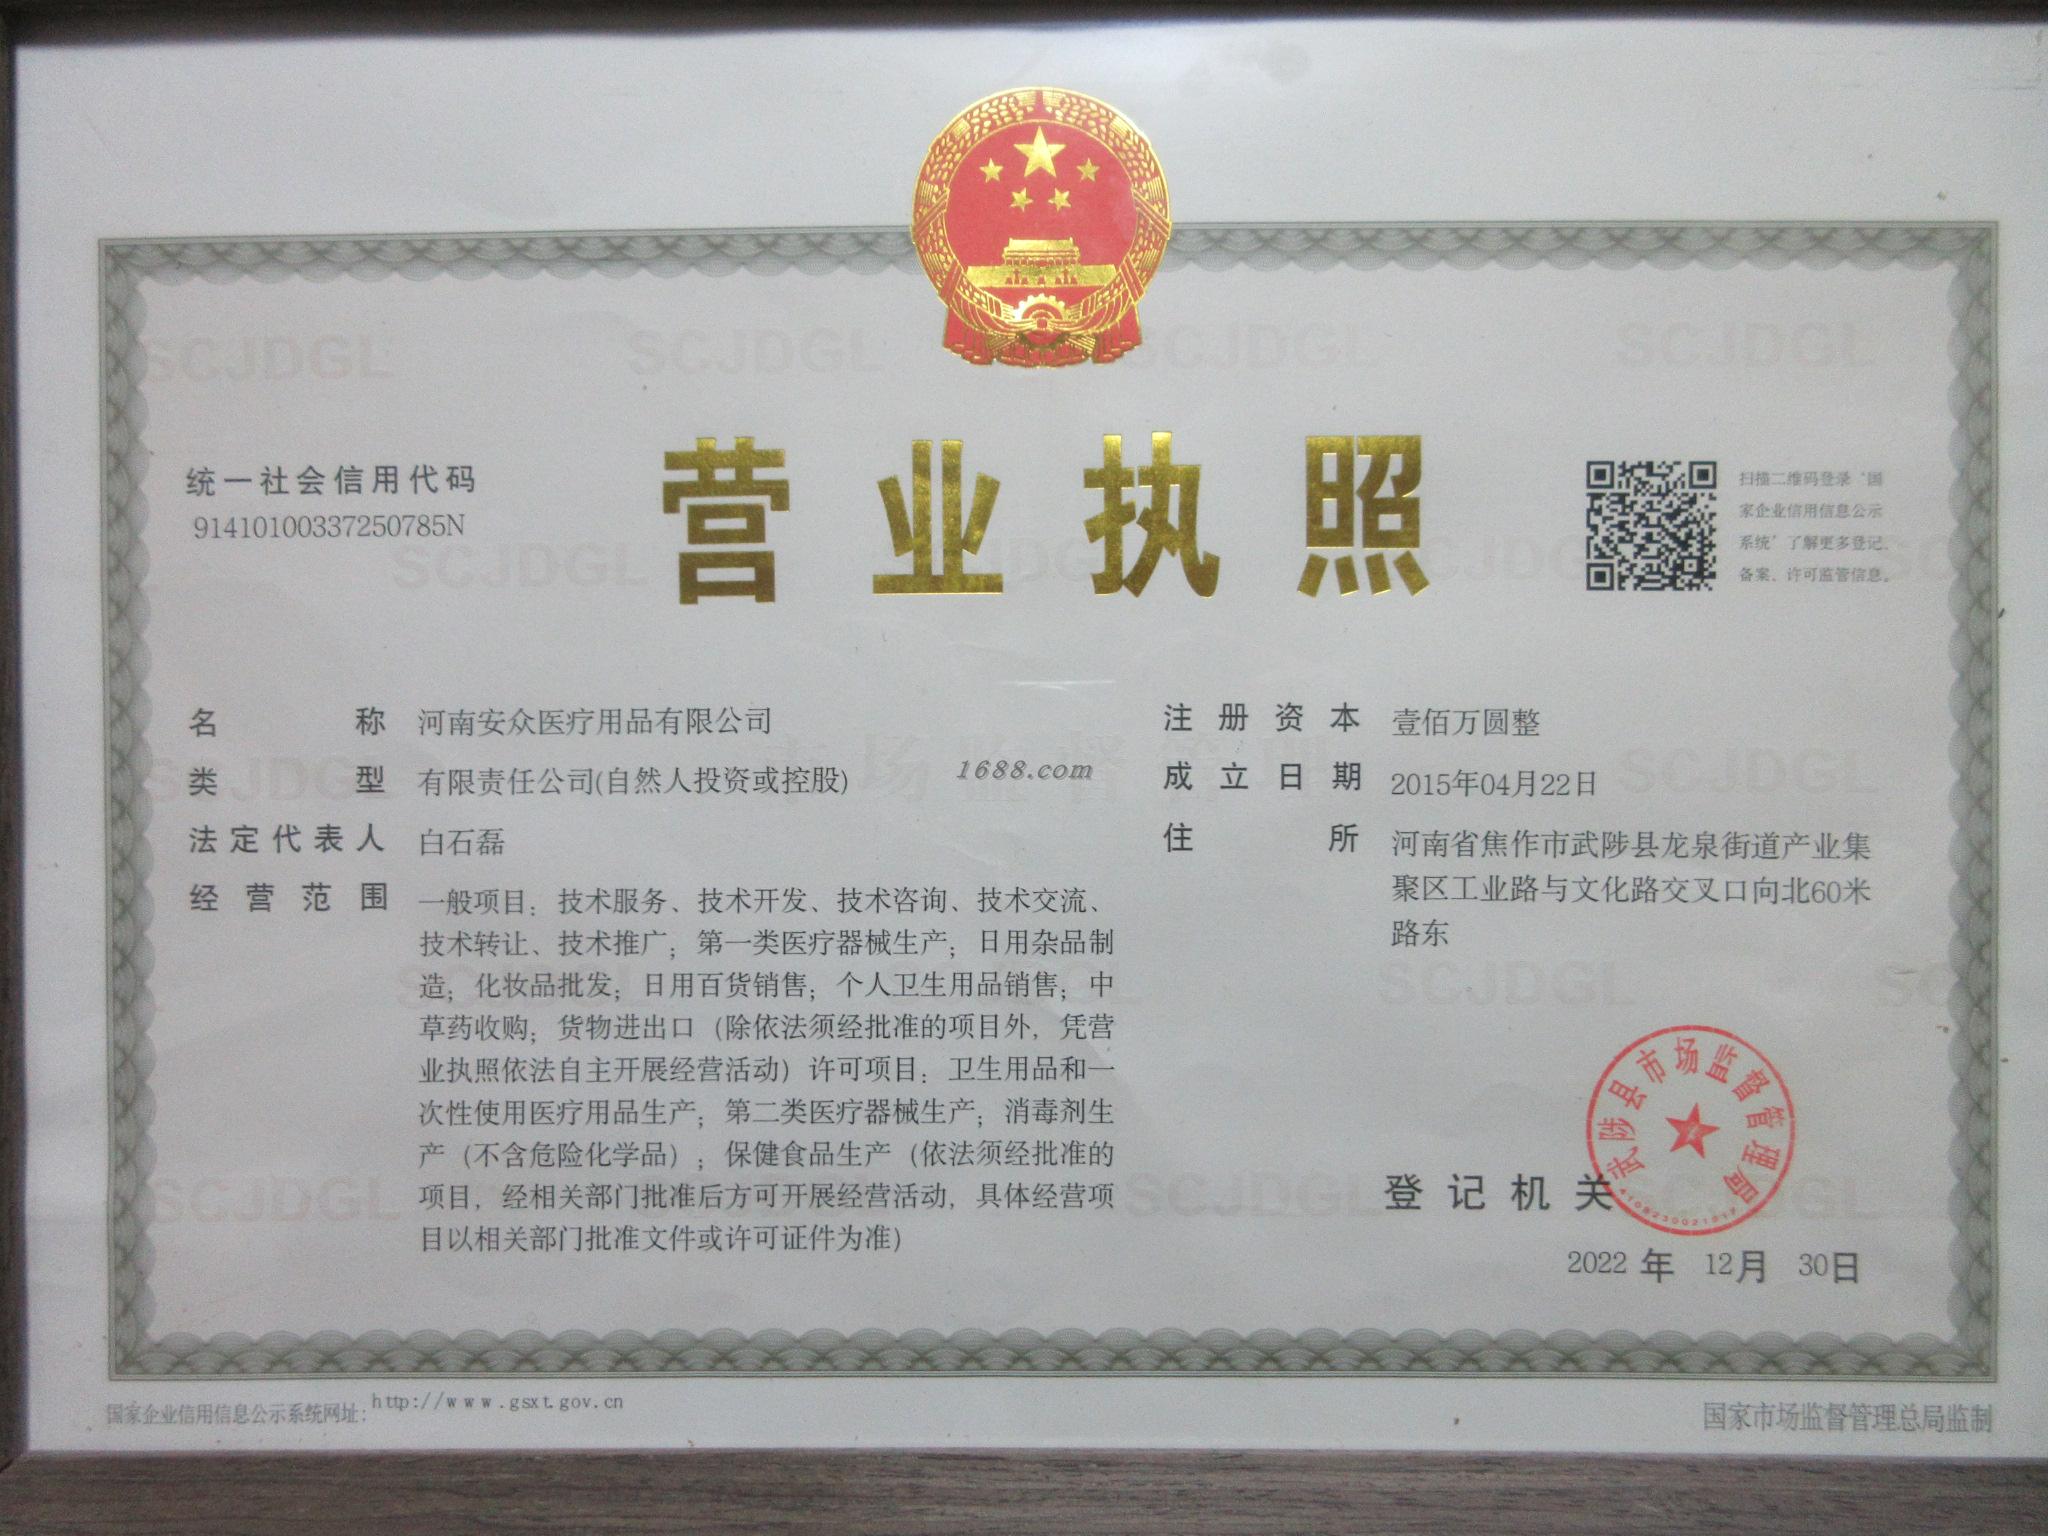 营业执照
统一社会信用代码
91410100337250785N
扫描二维码登录‘国
家企业信用信息公示
系统’了解更多登记、
备案、许可监管信息。
名称 河南安众医疗用品有限公司
类型 有限责任公司(自然人投资或控股)
法定代表人 白石磊
经营范围 一般项目：技术服务、技术开发、技术咨询、技术交流、
技术转让、技术推广；第一类医疗器械生产；日用杂品制
造；化妆品批发；日用百货销售；个人卫生用品销售；中
草药收购；货物进出口（除依法须经批准的项目外，凭营
业执照依法自主开展经营活动）许可项目：卫生用品和一
次性使用医疗用品生产；第二类医疗器械生产；消毒剂生
产（不含危险化学品）；保健食品生产（依法须经批准的
项目，经相关部门批准后方可开展经营活动，具体经营项
目以相关部门批准文件或许可证件为准）
注册资本 壹佰万圆整
成立日期 2015年04月22日
住所 河南省焦作市武陟县龙泉街道产业集
聚区工业路与文化路交叉口向北60米
路东
1688.com
武陟县市场监督管理局
登记机关
2022年 12月 30日
国家企业信用信息公示系统网址：http://www.gsxt.gov.cn
国家市场监督管理总局监制
SCJDGL